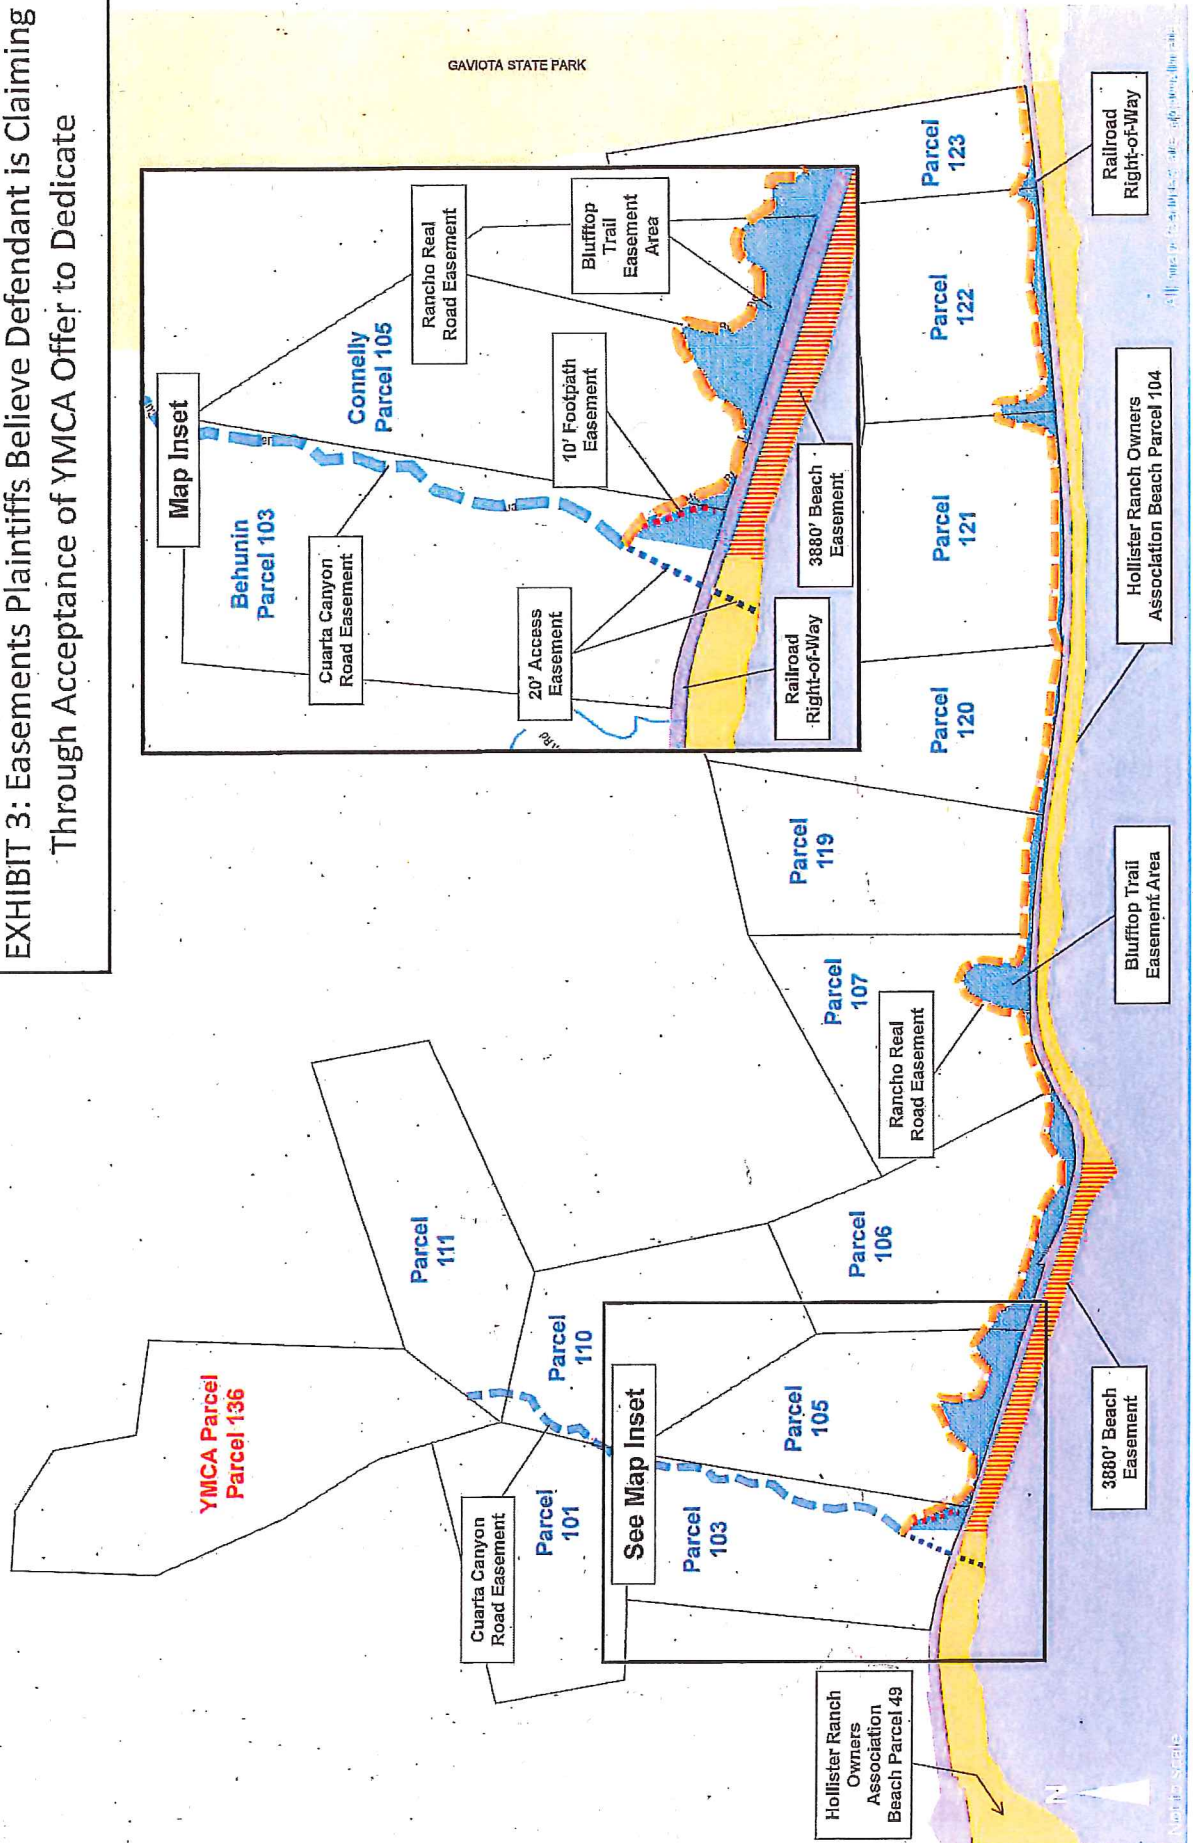 EXHIBIT 3: Easements Plaintiffs Believe Defendant is Claiming
Through Acceptance of YMCA Offer to Dedicate
GAVIOTA STATE PARK
Map Inset
Behunin
Parcel 103
Connelly
Parcel 105
Rancho Real
Road Easement
Cuarta Canyon
Road Easement
10' Footpath
Easement
Blufftop
Trail
Easement
Area
20' Access
Easement
Railroad
Right-of-Way
3880' Beach
Easement
YMCA Parcel
Parcel 136
Parcel
111
Parcel
110
Cuarta Canyon
Road Easement
Parcel
101
See Map Inset
Parcel
103
Parcel
105
Parcel
106
Parcel
107
Parcel
119
Parcel
120
Parcel
121
Parcel
122
Parcel
123
Rancho Real
Road Easement
Hollister Ranch
Owners
Association
Beach Parcel 49
3880' Beach
Easement
Blufftop Trail
Easement Area
Hollister Ranch Owners
Association Beach Parcel 104
Railroad
Right-of-Way
N
Not to Scale